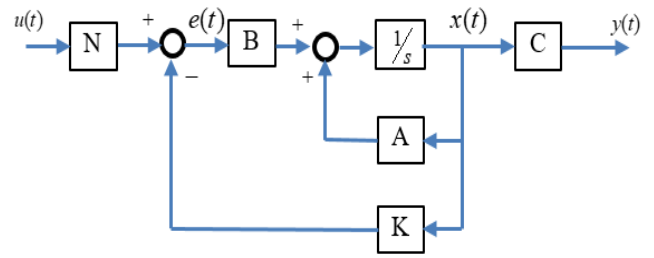 u(t) N + e(t) B + 1/s x(t) C y(t)
− +
A
K